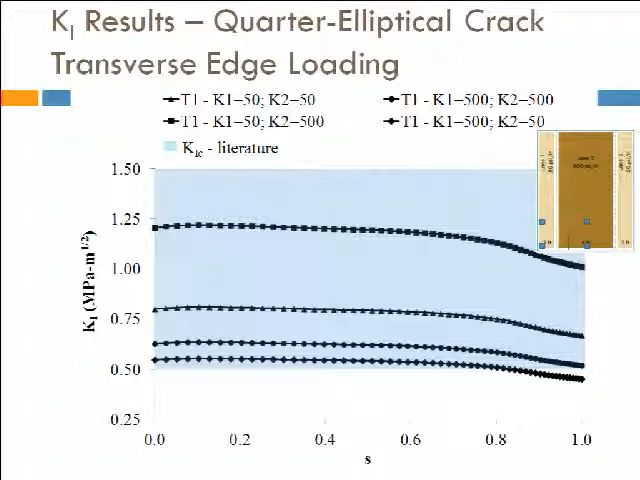 KI Results – Quarter-Elliptical Crack
Transverse Edge Loading
T1 - K1=50; K2=50
T1 - K1=500; K2=500
T1 - K1=50; K2=500
T1 - K1=500; K2=50
KIc - literature
1.50
1.25
1.00
0.75
0.50
0.25
KI (MPa-m1/2)
0.0
0.2
0.4
0.6
0.8
1.0
s